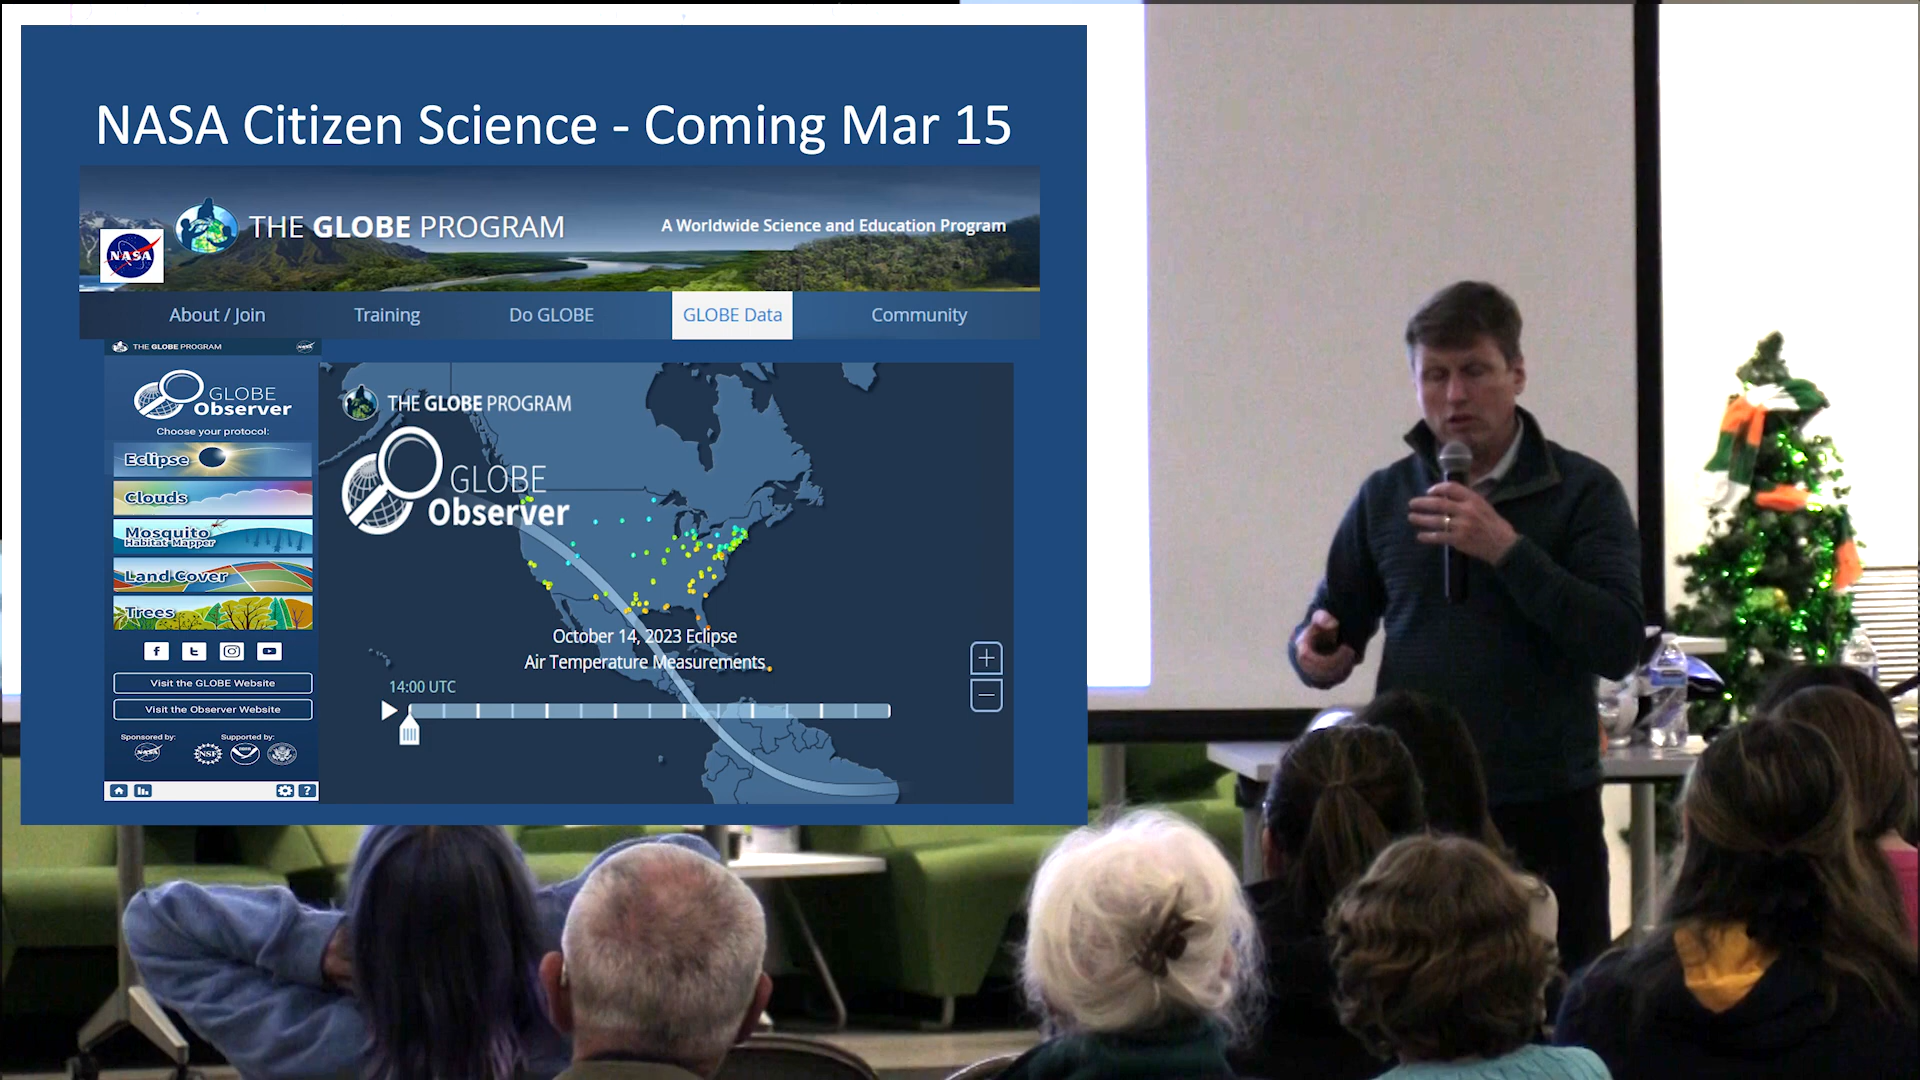 NASA Citizen Science - Coming Mar 15
THE GLOBE PROGRAM
A Worldwide Science and Education Program
NASA
About / Join
Training
Do GLOBE
GLOBE Data
Community
THE GLOBE PROGRAM
GLOBE
Observer
Choose your protocol:
Eclipse
Clouds
Mosquito
Habitat Mapper
Land Cover
Trees
Visit the GLOBE Website
Visit the Observer Website
Sponsored by:
Supported by:
NASA
NSF
THE GLOBE PROGRAM
GLOBE
Observer
October 14, 2023 Eclipse
Air Temperature Measurements
14:00 UTC